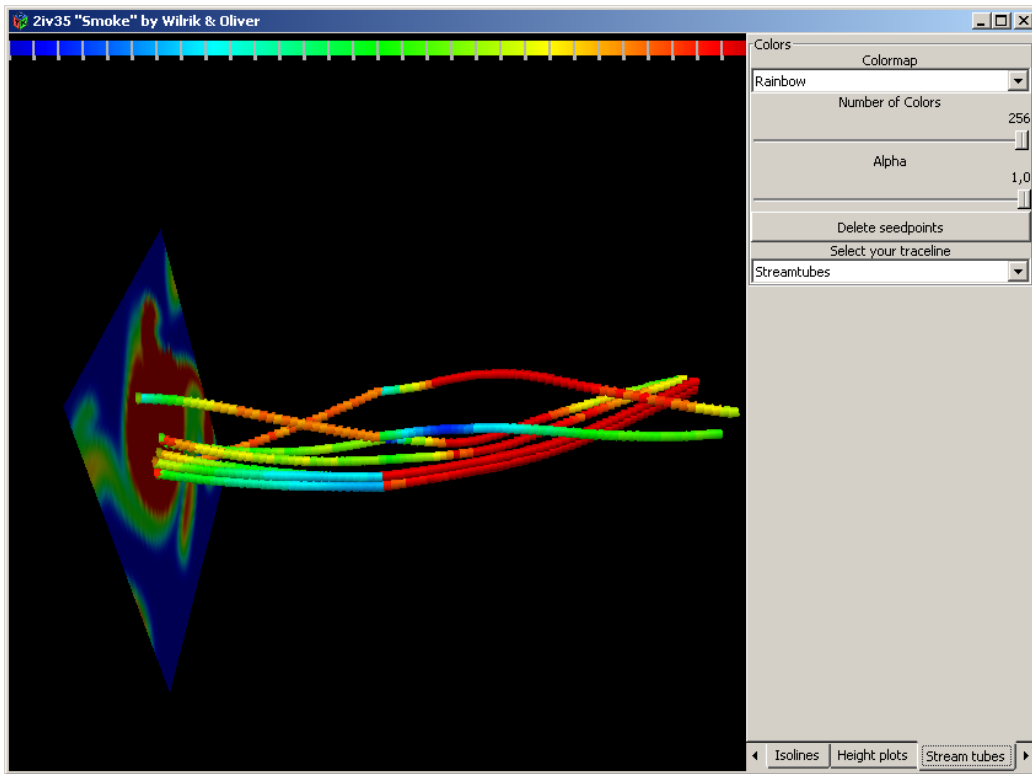 2iv35 "Smoke" by Wilrik & Oliver
Colors
Colormap
Rainbow
Number of Colors
256
Alpha
1,0
Delete seedpoints
Select your traceline
Streamtubes
Isolines Height plots Stream tubes